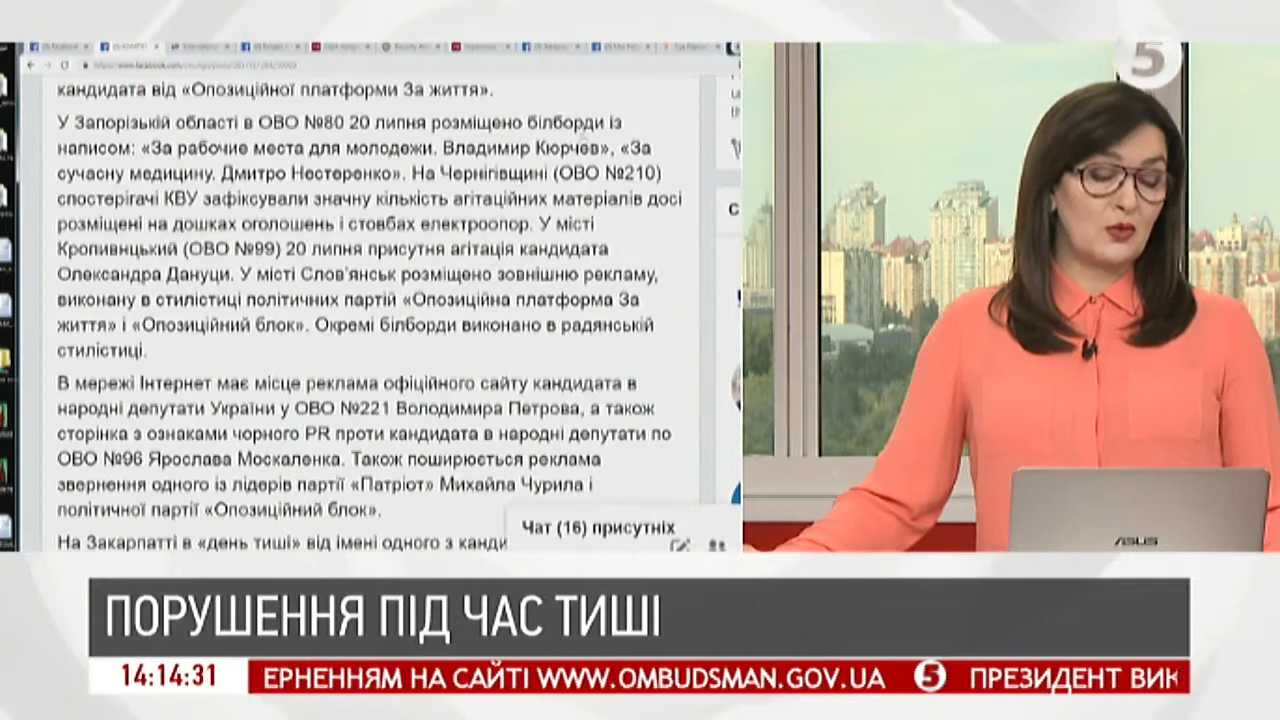 кандидата від «Опозиційної платформи За життя».
У Запорізькій області в ОВО №80 20 липня розміщено білборди із
написом: «За рабочие места для молодежи. Владимир Кюрчев», «За
сучасну медицину. Дмитро Нестеренко». На Чернігівщині (ОВО №210)
спостерігачі КВУ зафіксували значну кількість агітаційних матеріалів досі
розміщені на дошках оголошень і стовбах електроопор. У місті
Кропивнцький (ОВО №99) 20 липня присутня агітація кандидата
Олександра Дануци. У місті Слов'янськ розміщено зовнішню рекламу,
виконану в стилістиці політичних партій «Опозиційна платформа За
життя» і «Опозиційний блок». Окремі білборди виконано в радянській
стилістиці.
В мережі Інтернет має місце реклама офіційного сайту кандидата в
народні депутати України у ОВО №221 Володимира Петрова, а також
сторінка з ознаками чорного PR проти кандидата в народні депутати по
ОВО №96 Ярослава Москаленка. Також поширюється реклама
звернення одного із лідерів партії «Патріот» Михайла Чурила і
політичної партії «Опозиційний блок».
На Закарпатті в «день тиші» від імені одного з канди
Чат (16) присутніх
5
ASUS
ПОРУШЕННЯ ПІД ЧАС ТИШІ
14:14:31 ЕРНЕННЯМ НА САЙТІ WWW.OMBUDSMAN.GOV.UA 5 ПРЕЗИДЕНТ ВИК